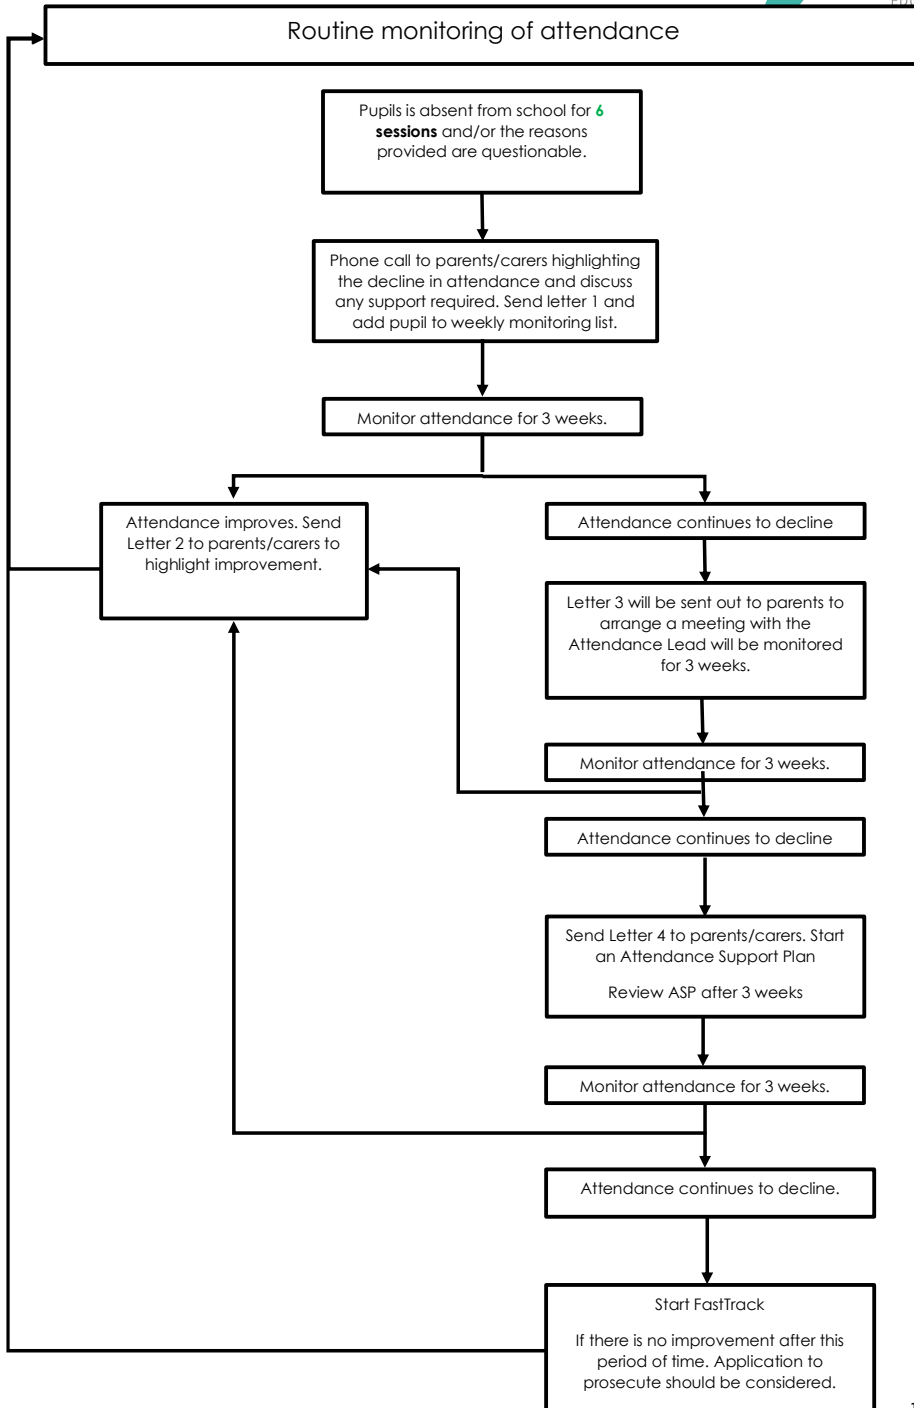 Routine monitoring of attendance
Pupils is absent from school for 6
sessions and/or the reasons
provided are questionable.
Phone call to parents/carers highlighting
the decline in attendance and discuss
any support required. Send letter 1 and
add pupil to weekly monitoring list.
Monitor attendance for 3 weeks.
Attendance improves. Send
Letter 2 to parents/carers to
highlight improvement.
Attendance continues to decline
Letter 3 will be sent out to parents to
arrange a meeting with the
Attendance Lead will be monitored
for 3 weeks.
Monitor attendance for 3 weeks.
Attendance continues to decline
Send Letter 4 to parents/carers. Start
an Attendance Support Plan
Review ASP after 3 weeks
Monitor attendance for 3 weeks.
Attendance continues to decline.
Start FastTrack
If there is no improvement after this
period of time. Application to
prosecute should be considered.